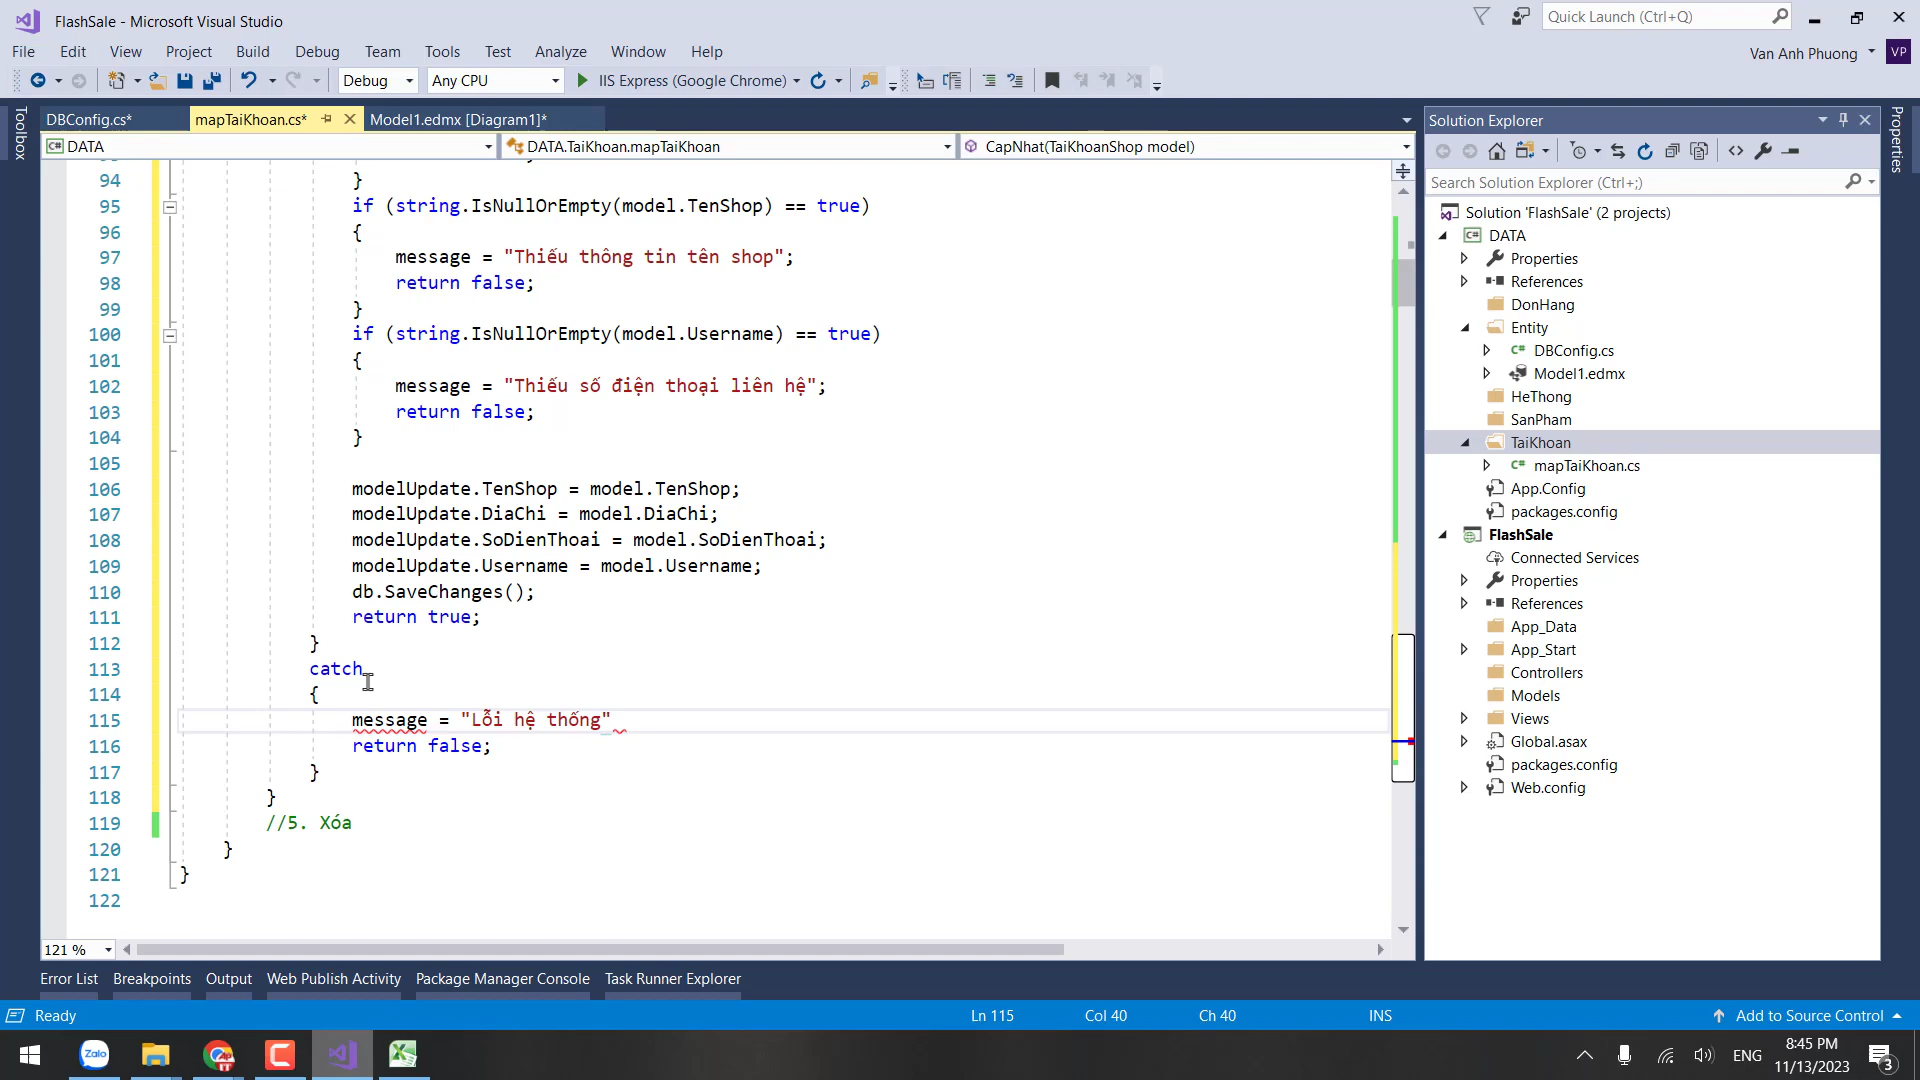 FlashSale - Microsoft Visual Studio
Quick Launch (Ctrl+Q)
File Edit View Project Build Debug Team Tools Test Analyze Window Help
Van Anh Phuong VP
Debug Any CPU IIS Express (Google Chrome)
Toolbox
DBConfig.cs* mapTaiKhoan.cs* Model1.edmx [Diagram1]*
DATA DATA.TaiKhoan.mapTaiKhoan CapNhat(TaiKhoanShop model)
94 }
95 if (string.IsNullOrEmpty(model.TenShop) == true)
96 {
97 message = "Thiếu thông tin tên shop";
98 return false;
99 }
100 if (string.IsNullOrEmpty(model.Username) == true)
101 {
102 message = "Thiếu số điện thoại liên hệ";
103 return false;
104 }
105
106 modelUpdate.TenShop = model.TenShop;
107 modelUpdate.DiaChi = model.DiaChi;
108 modelUpdate.SoDienThoai = model.SoDienThoai;
109 modelUpdate.Username = model.Username;
110 db.SaveChanges();
111 return true;
112 }
113 catch
114 {
115 message = "Lỗi hệ thống"
116 return false;
117 }
118 }
119 //5. Xóa
120 }
121 }
122
121 %
Error List Breakpoints Output Web Publish Activity Package Manager Console Task Runner Explorer
Solution Explorer
Properties
Search Solution Explorer (Ctrl+;)
Solution 'FlashSale' (2 projects)
DATA
Properties
References
DonHang
Entity
DBConfig.cs
Model1.edmx
HeThong
SanPham
TaiKhoan
mapTaiKhoan.cs
App.Config
packages.config
FlashSale
Connected Services
Properties
References
App_Data
App_Start
Controllers
Models
Views
Global.asax
packages.config
Web.config
Ready Ln 115 Col 40 Ch 40 INS Add to Source Control
Zalo
ENG
8:45 PM
11/13/2023
3